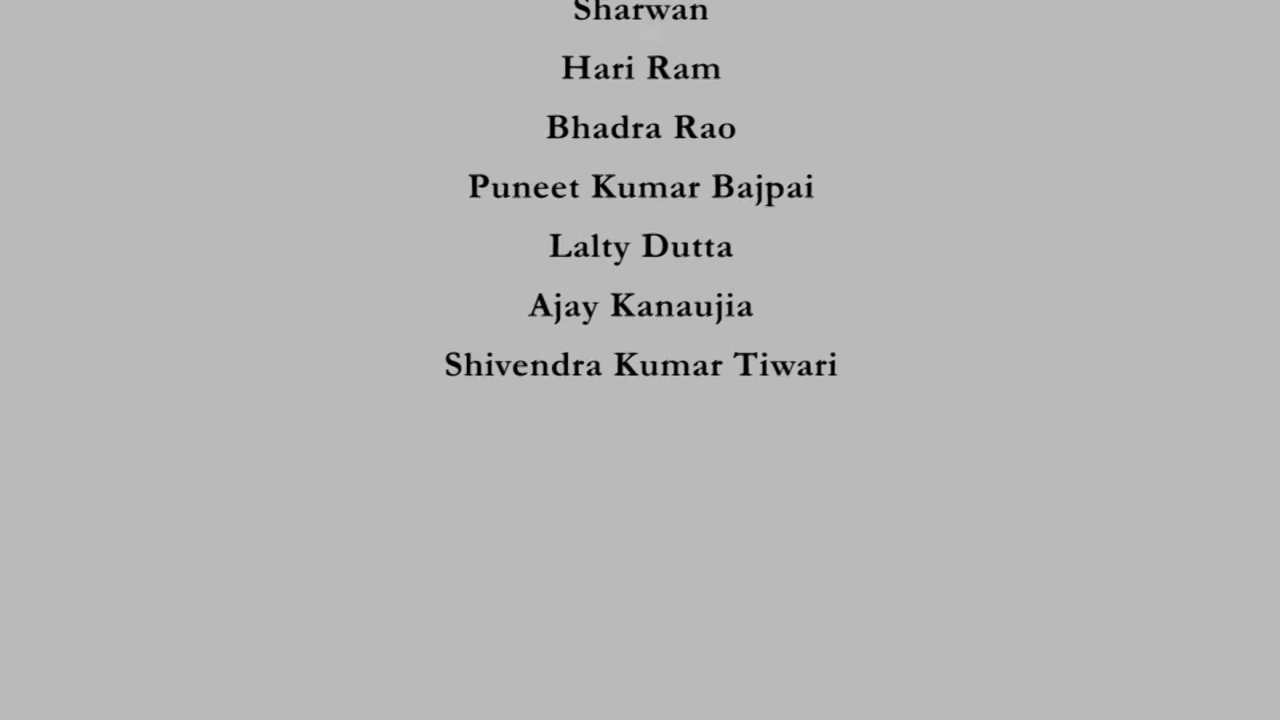 Sharwan
Hari Ram
Bhadra Rao
Puneet Kumar Bajpai
Lalty Dutta
Ajay Kanaujia
Shivendra Kumar Tiwari